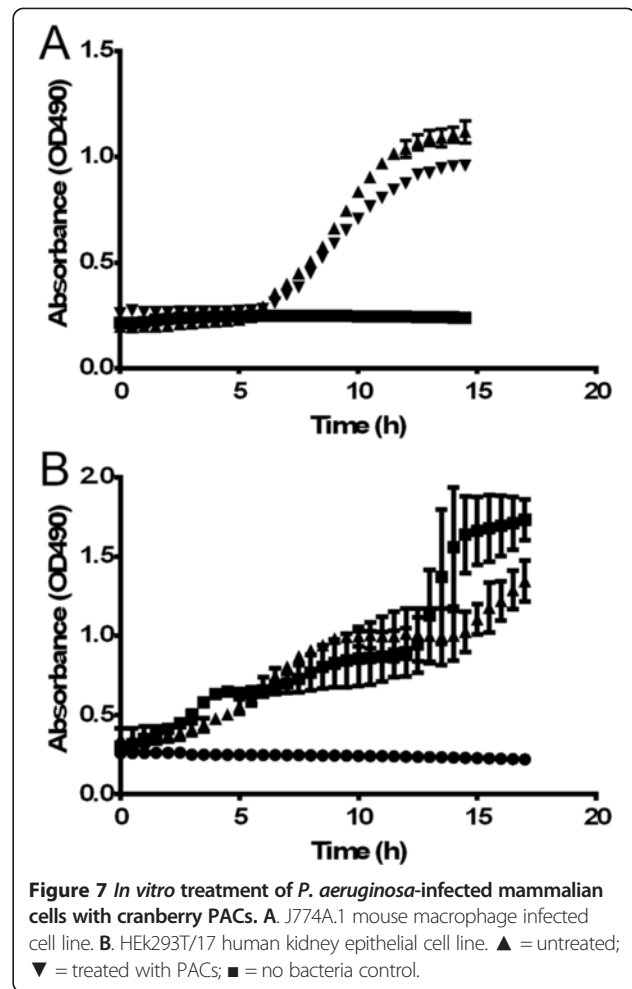 A
Absorbance (OD490)
1.5
1.0
0.5
0.0
0 5 10 15 20
Time (h)
B
Absorbance (OD490)
2.0
1.5
1.0
0.5
0.0
0 5 10 15 20
Time (h)
Figure 7 In vitro treatment of P. aeruginosa-infected mammalian
cells with cranberry PACs. A. J774A.1 mouse macrophage infected
cell line. B. HEk293T/17 human kidney epithelial cell line. ▲ = untreated;
▼ = treated with PACs; ■ = no bacteria control.